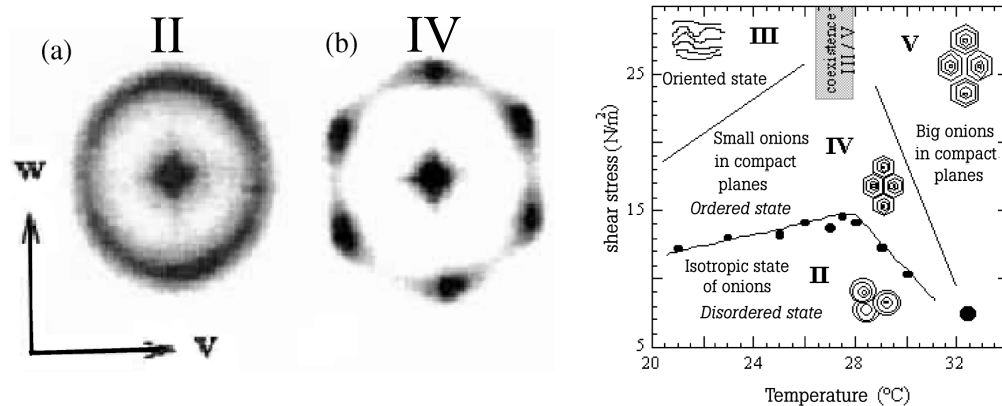 (a)
II
(b)
IV
w
v
shear stress (N/m²)
25
15
5
III
Oriented state
coexistence
III / V
V
Small onions
in compact
planes
Ordered state
IV
Big onions
in compact
planes
Isotropic state
of onions
Disordered state
II
20
24
28
32
Temperature (°C)